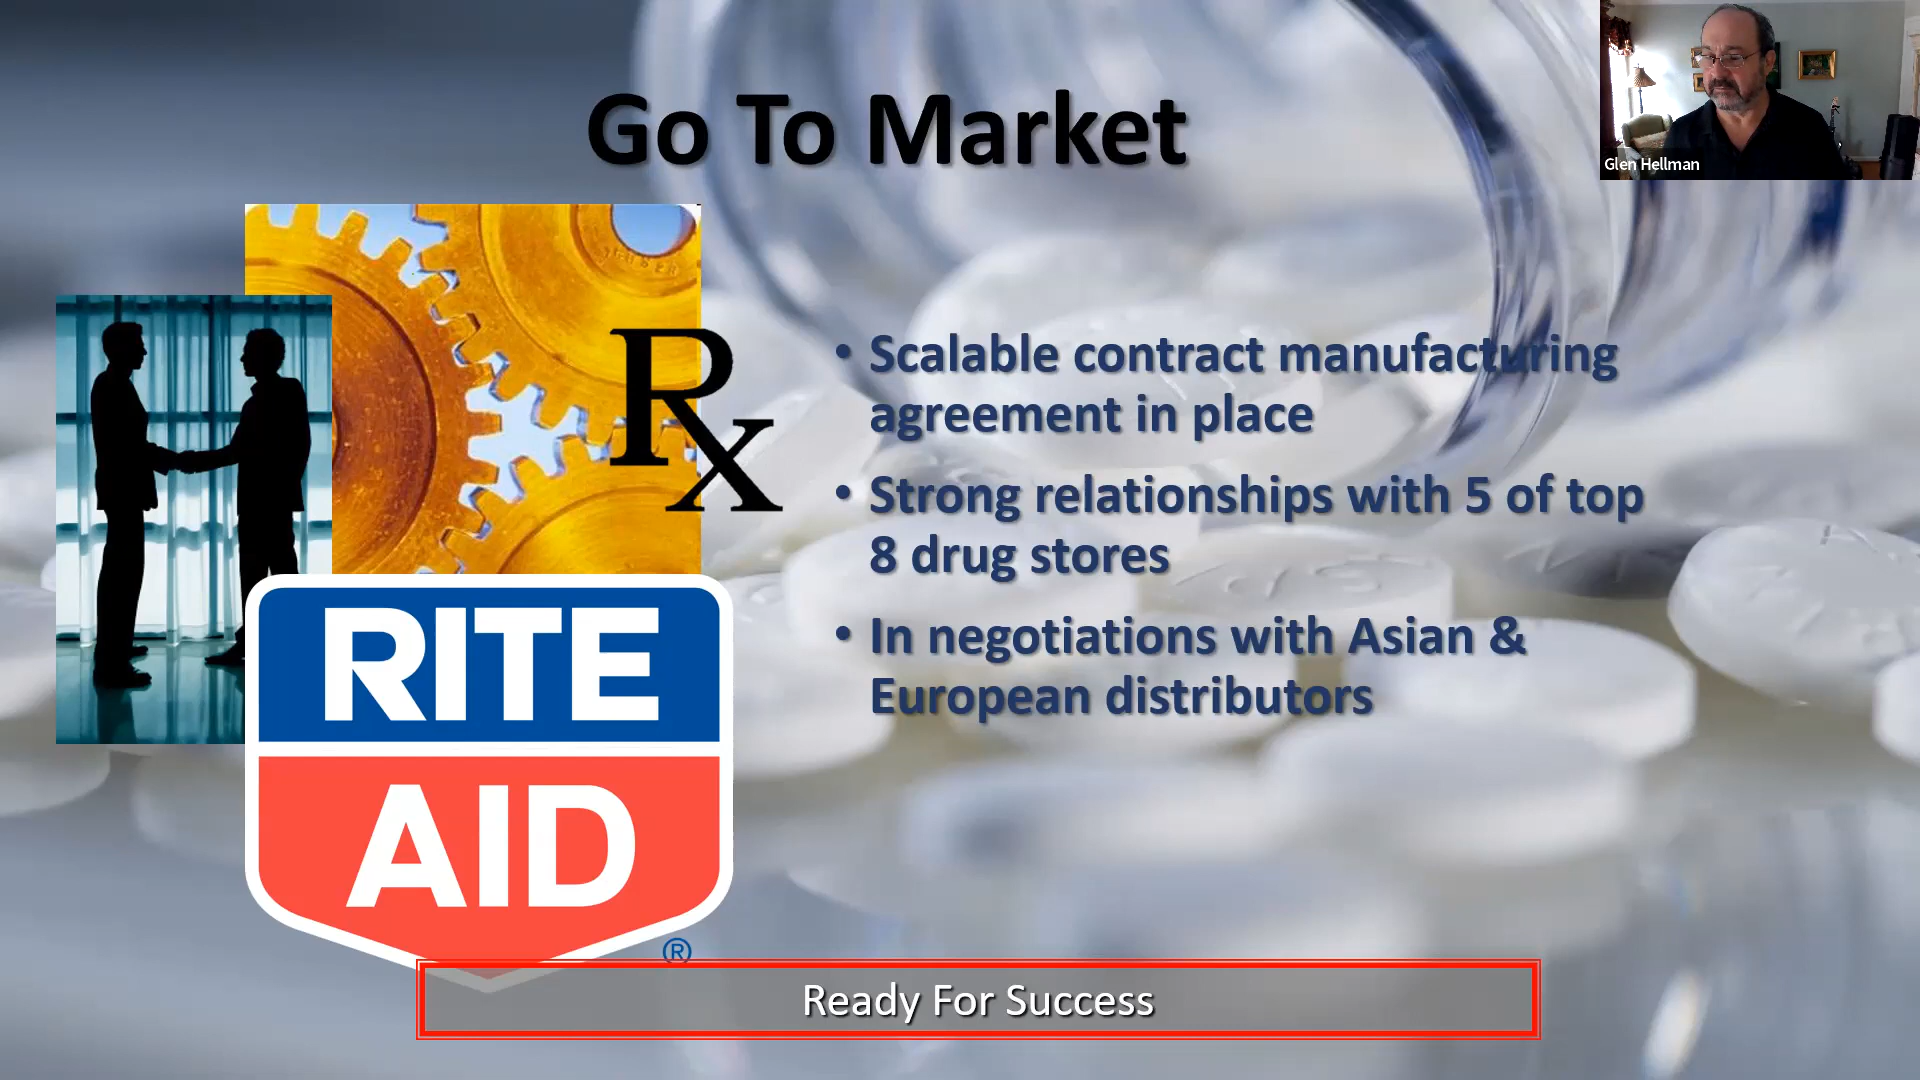 Go To Market
Glen Hellman
Rx
• Scalable contract manufacturing
agreement in place
• Strong relationships with 5 of top
8 drug stores
• In negotiations with Asian &
European distributors
RITE
AID
®
Ready For Success